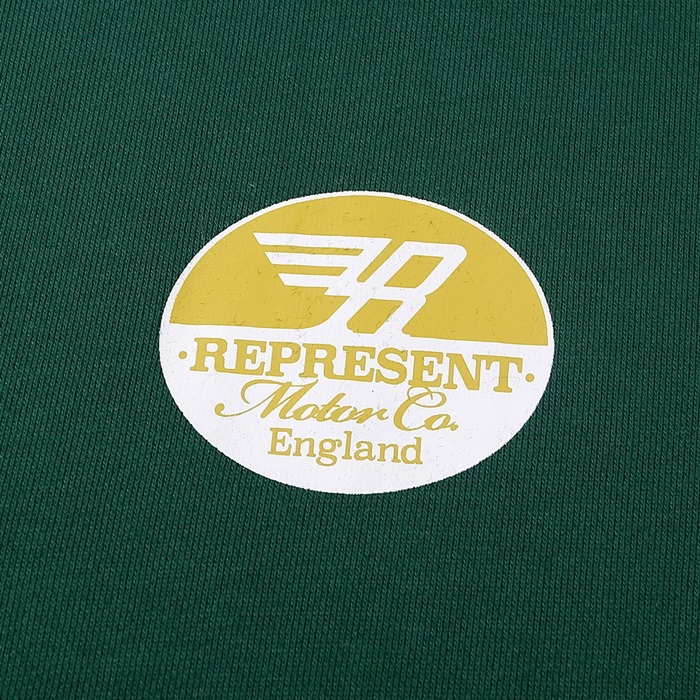 R
·REPRESENT·
Motor Co.
England